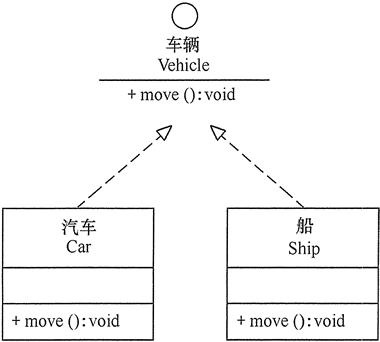 车辆
Vehicle
+ move ():void
汽车
Car
+ move ():void
船
Ship
+ move ():void